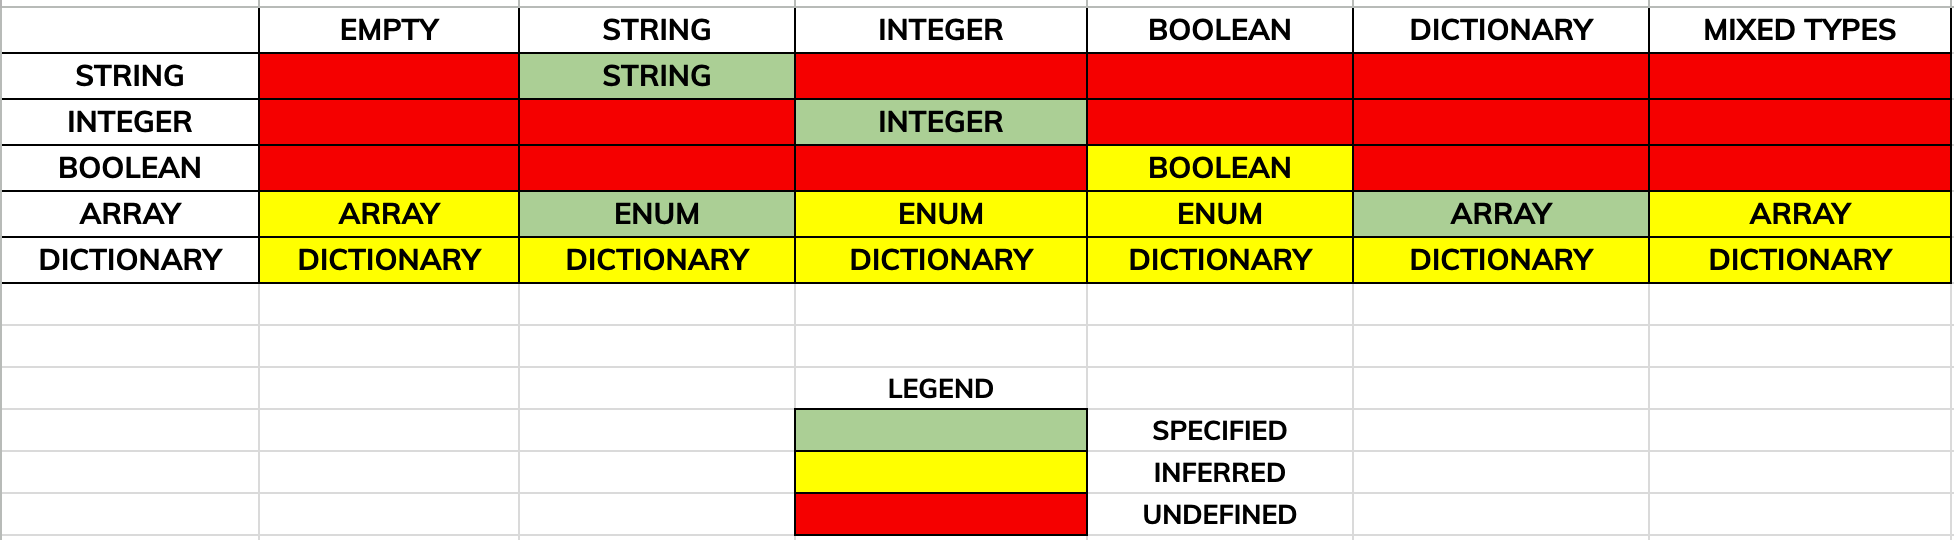 EMPTY STRING INTEGER BOOLEAN DICTIONARY MIXED TYPES
STRING STRING
INTEGER INTEGER
BOOLEAN BOOLEAN
ARRAY ARRAY ENUM ENUM ENUM ARRAY ARRAY
DICTIONARY DICTIONARY DICTIONARY DICTIONARY DICTIONARY DICTIONARY DICTIONARY
LEGEND
SPECIFIED
INFERRED
UNDEFINED